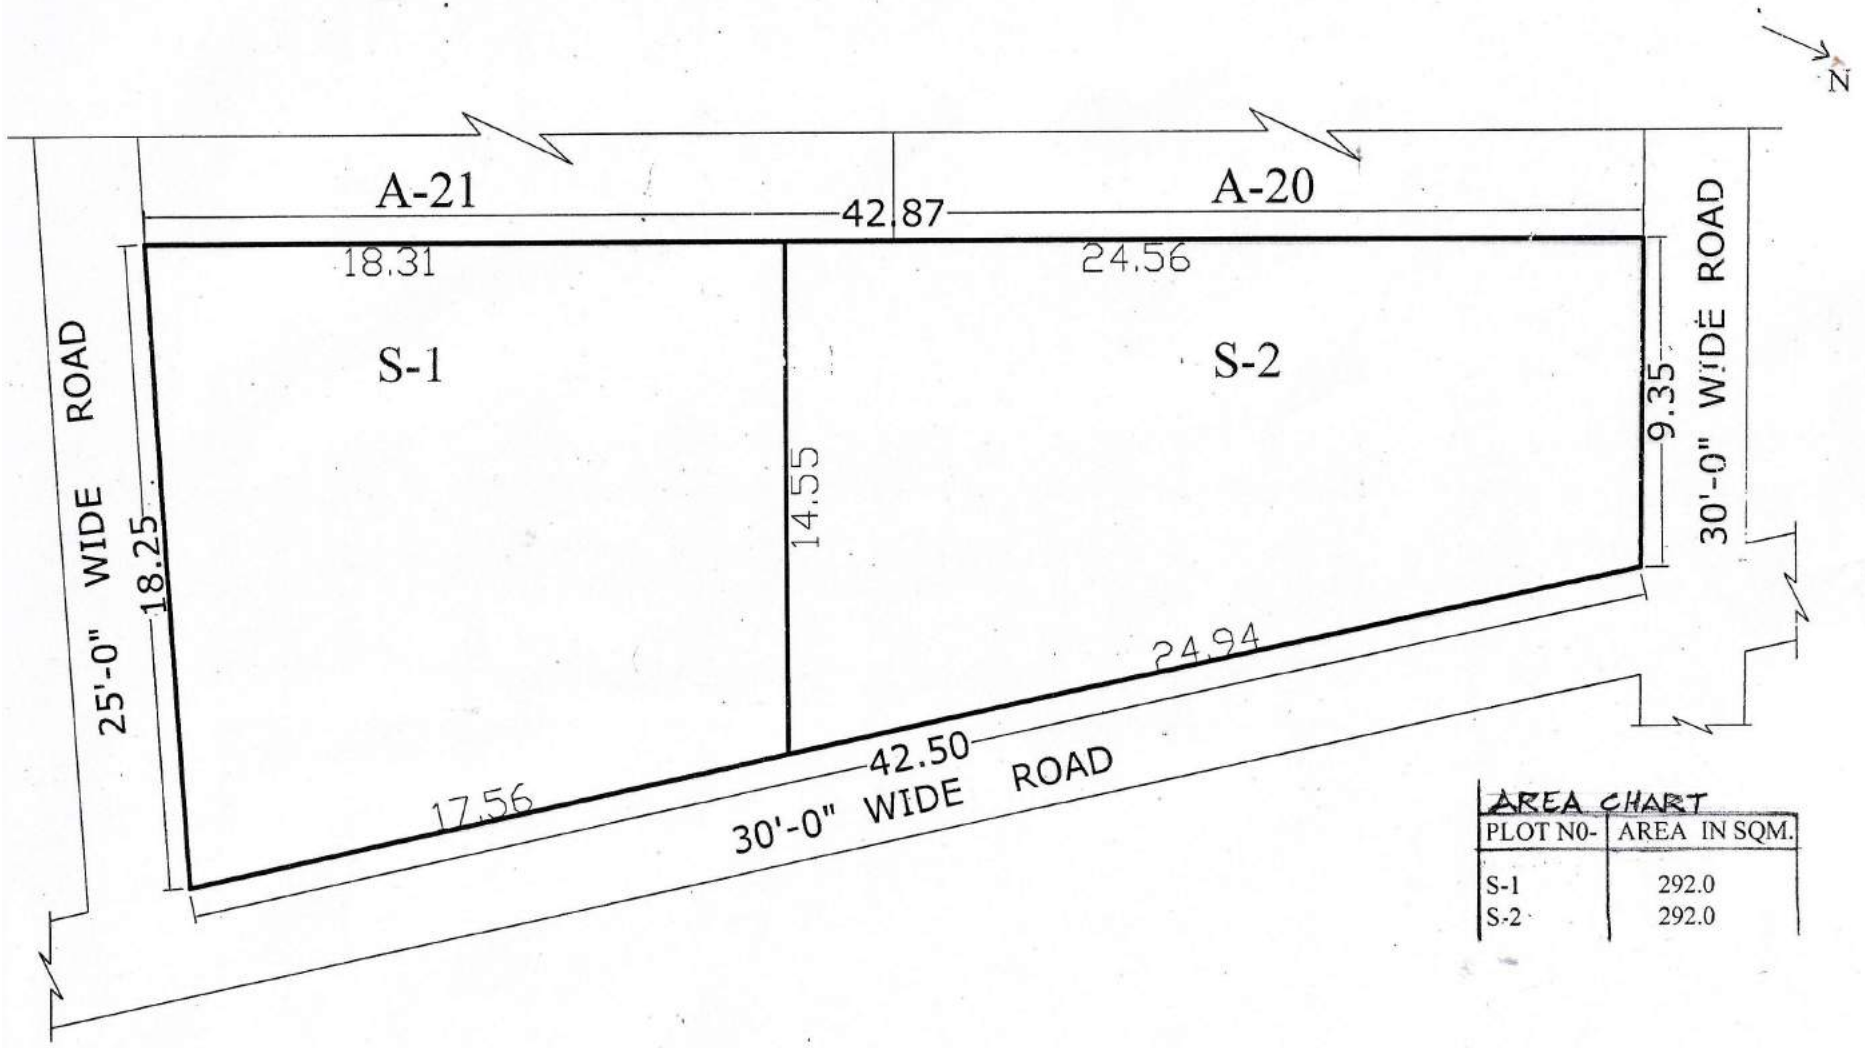 N
A-21
A-20
42.87
18.31
24.56
S-1
S-2
25'-0" WIDE ROAD
18.25
14.55
9.35
30'-0" WIDE ROAD
24.94
17.56
42.50
30'-0" WIDE ROAD
AREA CHART
PLOT N0- AREA IN SQM.
S-1 292.0
S-2 292.0